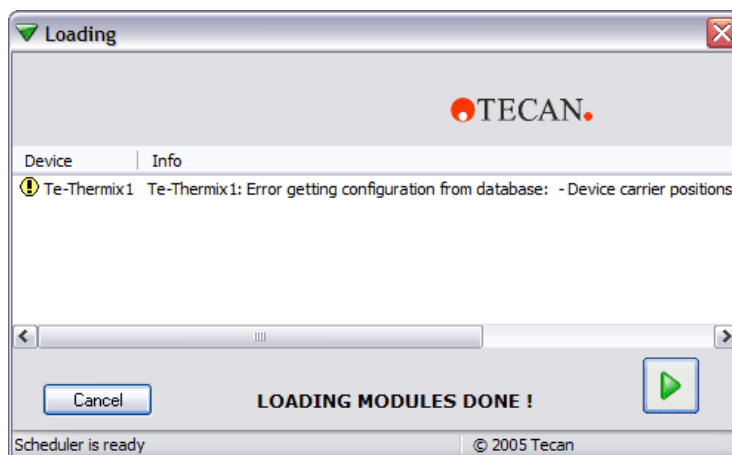 Loading
TECAN.
Device Info
Te-Thermix1 Te-Thermix1: Error getting configuration from database: - Device carrier positions
Cancel LOADING MODULES DONE !
Scheduler is ready © 2005 Tecan